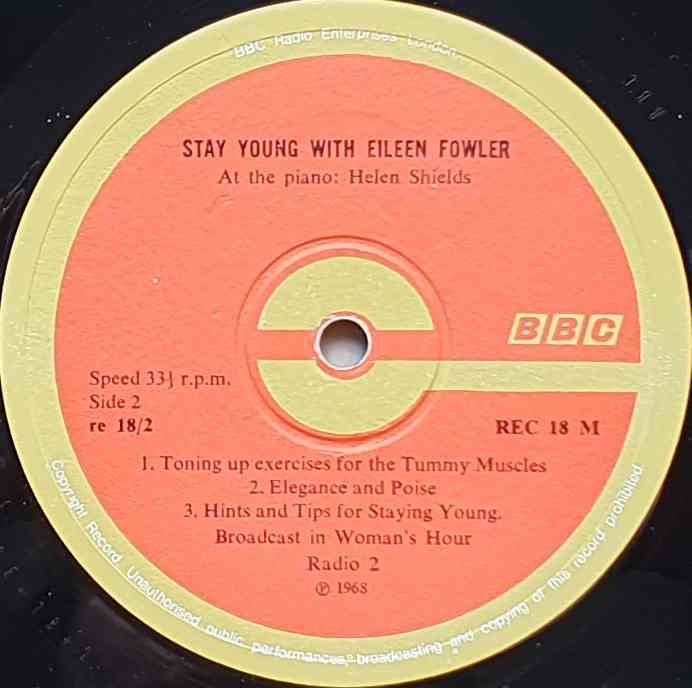 BBC Radio Enterprises London
STAY YOUNG WITH EILEEN FOWLER
At the piano: Helen Shields
BBC
Speed 33⅓ r.p.m.
Side 2
re 18/2
REC 18 M
1. Toning up exercises for the Tummy Muscles
2. Elegance and Poise
3. Hints and Tips for Staying Young.
Broadcast in Woman's Hour
Radio 2
℗ 1968
Copyright Record. Unauthorised public performances, broadcasting and copying of this record prohibited